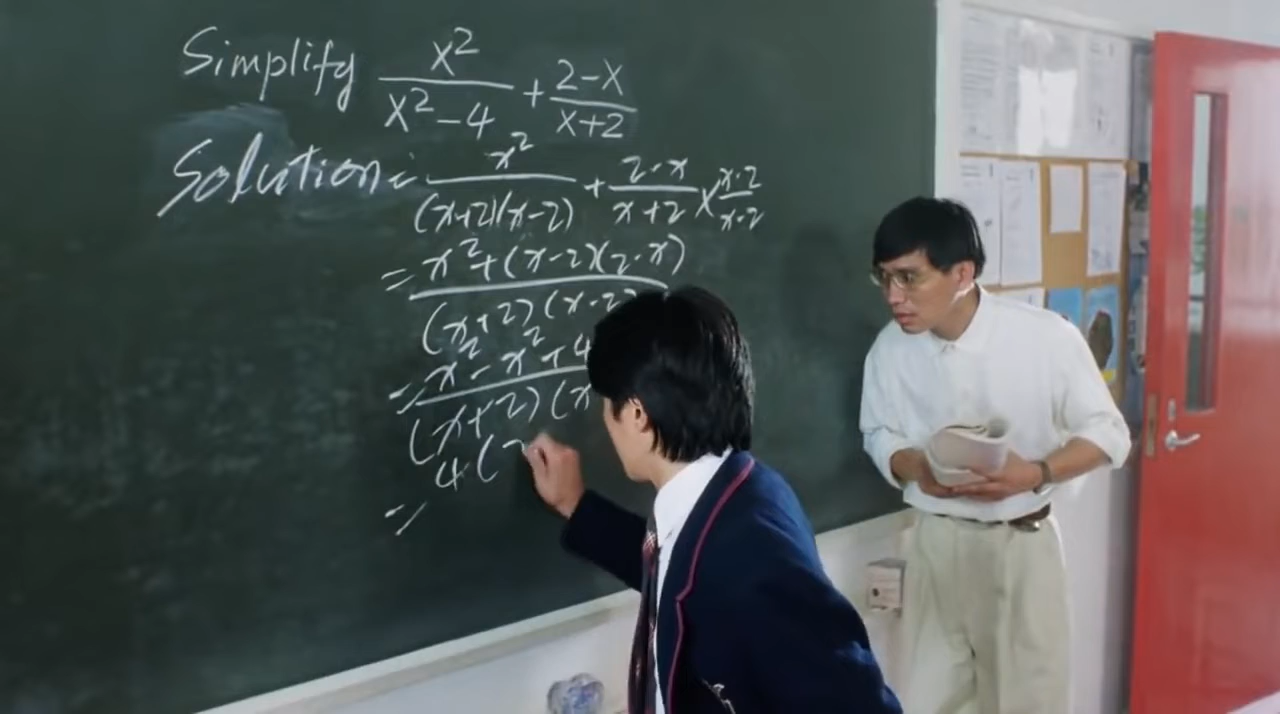 Simplify x²/(x²-4) + (2-x)/(x+2)
Solution = x²/((x+2)(x-2)) + (2-x)/(x+2) × (x-2)/(x-2)
= (x²+(x-2)(2-x))/((x+2)(x-2
= (x²-x²+4)/((x+2)(x
= 4(